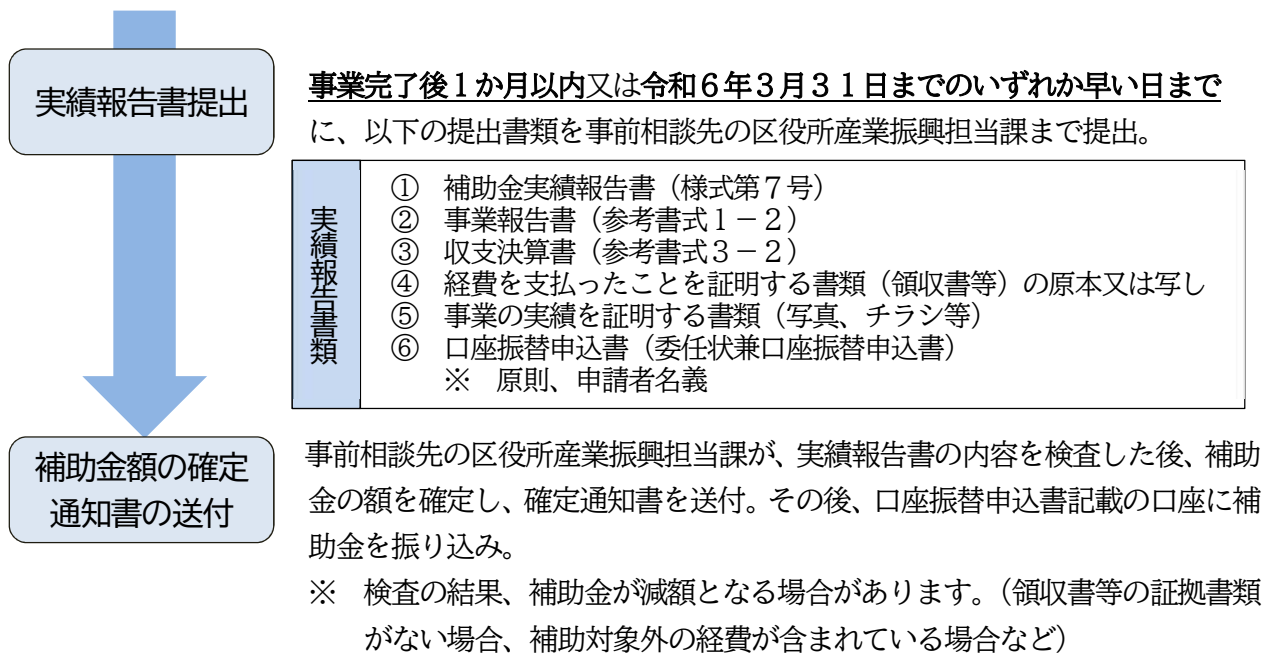 実績報告書提出
事業完了後１か月以内又は令和６年３月３１日までのいずれか早い日まで
に、以下の提出書類を事前相談先の区役所産業振興担当課まで提出。
実績報告書類
① 補助金実績報告書（様式第７号）
② 事業報告書（参考書式１－２）
③ 収支決算書（参考書式３－２）
④ 経費を支払ったことを証明する書類（領収書等）の原本又は写し
⑤ 事業の実績を証明する書類（写真、チラシ等）
⑥ 口座振替申込書（委任状兼口座振替申込書）
※ 原則、申請者名義
補助金額の確定
通知書の送付
事前相談先の区役所産業振興担当課が、実績報告書の内容を検査した後、補助
金の額を確定し、確定通知書を送付。その後、口座振替申込書記載の口座に補
助金を振り込み。
※ 検査の結果、補助金が減額となる場合があります。（領収書等の証拠書類
がない場合、補助対象外の経費が含まれている場合など）